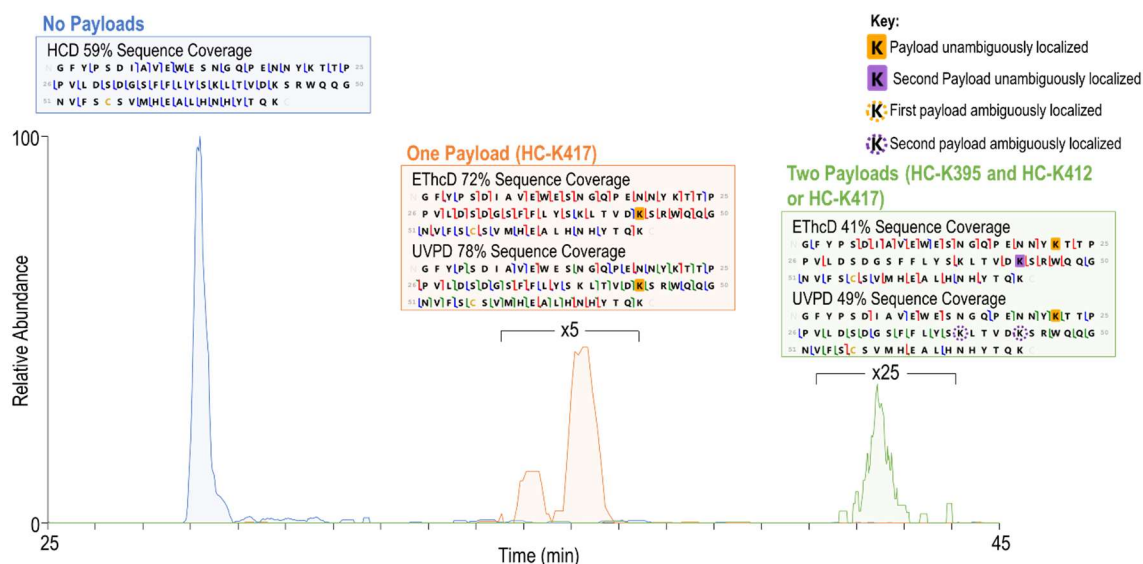 No Payloads
HCD 59% Sequence Coverage
N G F Y P S D I A V E W E S N G Q P E N N Y K T T P 25
26 P V L D S D G S F F L Y S K L T V D K S R W Q Q G 50
51 N V F S C S V M H E A L H N H Y T Q K C
Key:
K Payload unambiguously localized
K Second Payload unambiguously localized
K First payload ambiguously localized
K Second payload ambiguously localized
One Payload (HC-K417)
EThcD 72% Sequence Coverage
N G F Y P S D I A V E W E S N G Q P E N N Y K T T P 25
26 P V L D S D G S F F L Y S K L T V D K S R W Q Q G 50
51 N V F S C S V M H E A L H N H Y T Q K C
UVPD 78% Sequence Coverage
N G F Y P S D I A V E W E S N G Q P E N N Y K T T P 25
26 P V L D S D G S F F L Y S K L T V D K S R W Q Q G 50
51 N V F S C S V M H E A L H N H Y T Q K C
x5
Two Payloads (HC-K395 and HC-K412
or HC-K417)
EThcD 41% Sequence Coverage
N G F Y P S D I A V E W E S N G Q P E N N Y K T T P 25
26 P V L D S D G S F F L Y S K L T V D K S R W Q Q G 50
51 N V F S C S V M H E A L H N H Y T Q K C
UVPD 49% Sequence Coverage
N G F Y P S D I A V E W E S N G Q P E N N Y K T T P 25
26 P V L D S D G S F F L Y S K L T V D K S R W Q Q G 50
51 N V F S C S V M H E A L H N H Y T Q K C
x25
100
Relative Abundance
0
25
45
Time (min)